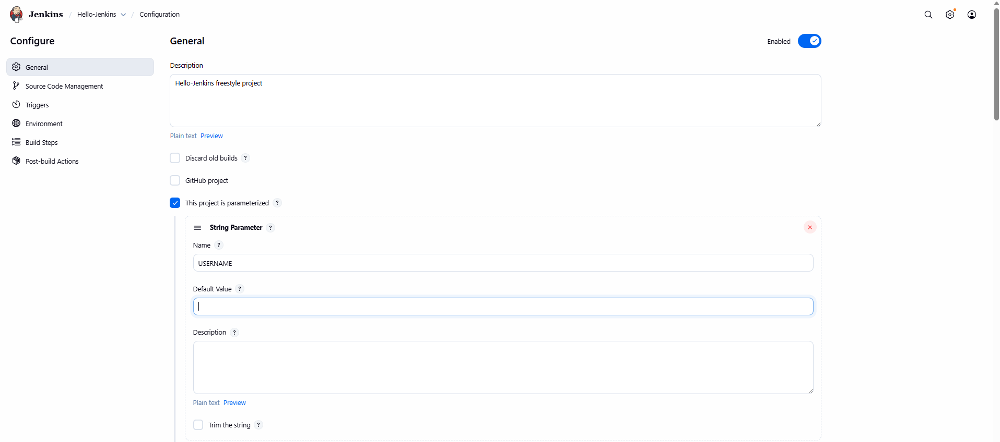 Jenkins / Hello-Jenkins / Configuration
Configure
General
Source Code Management
Triggers
Environment
Build Steps
Post-build Actions
General
Enabled
Description
Hello-Jenkins freestyle project
Plain text Preview
Discard old builds ?
GitHub project
This project is parameterized ?
String Parameter ?
Name ?
USERNAME
Default Value ?
Description ?
Plain text Preview
Trim the string ?